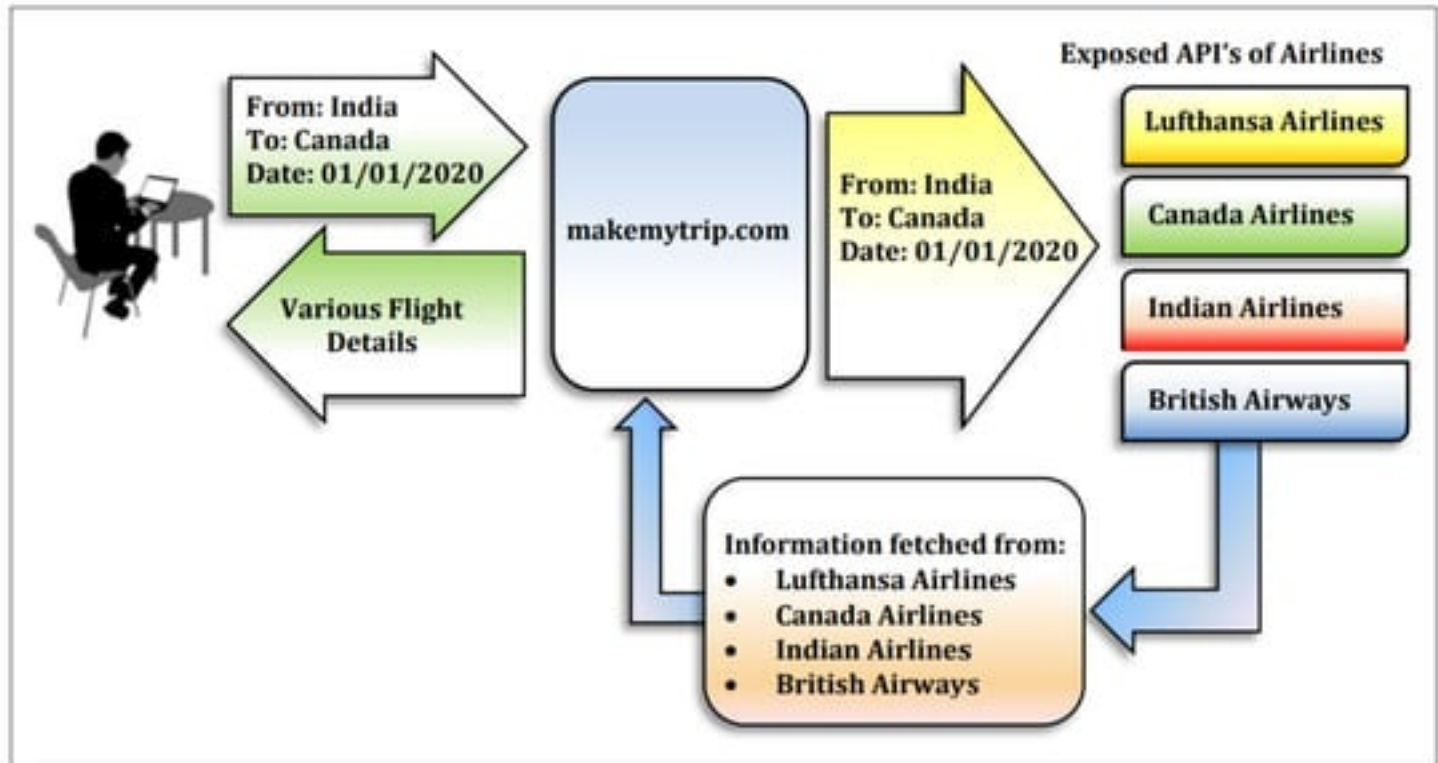 Exposed API's of Airlines
From: India
To: Canada
Date: 01/01/2020
makemytrip.com
From: India
To: Canada
Date: 01/01/2020
Lufthansa Airlines
Canada Airlines
Indian Airlines
British Airways
Various Flight
Details
Information fetched from:
• Lufthansa Airlines
• Canada Airlines
• Indian Airlines
• British Airways